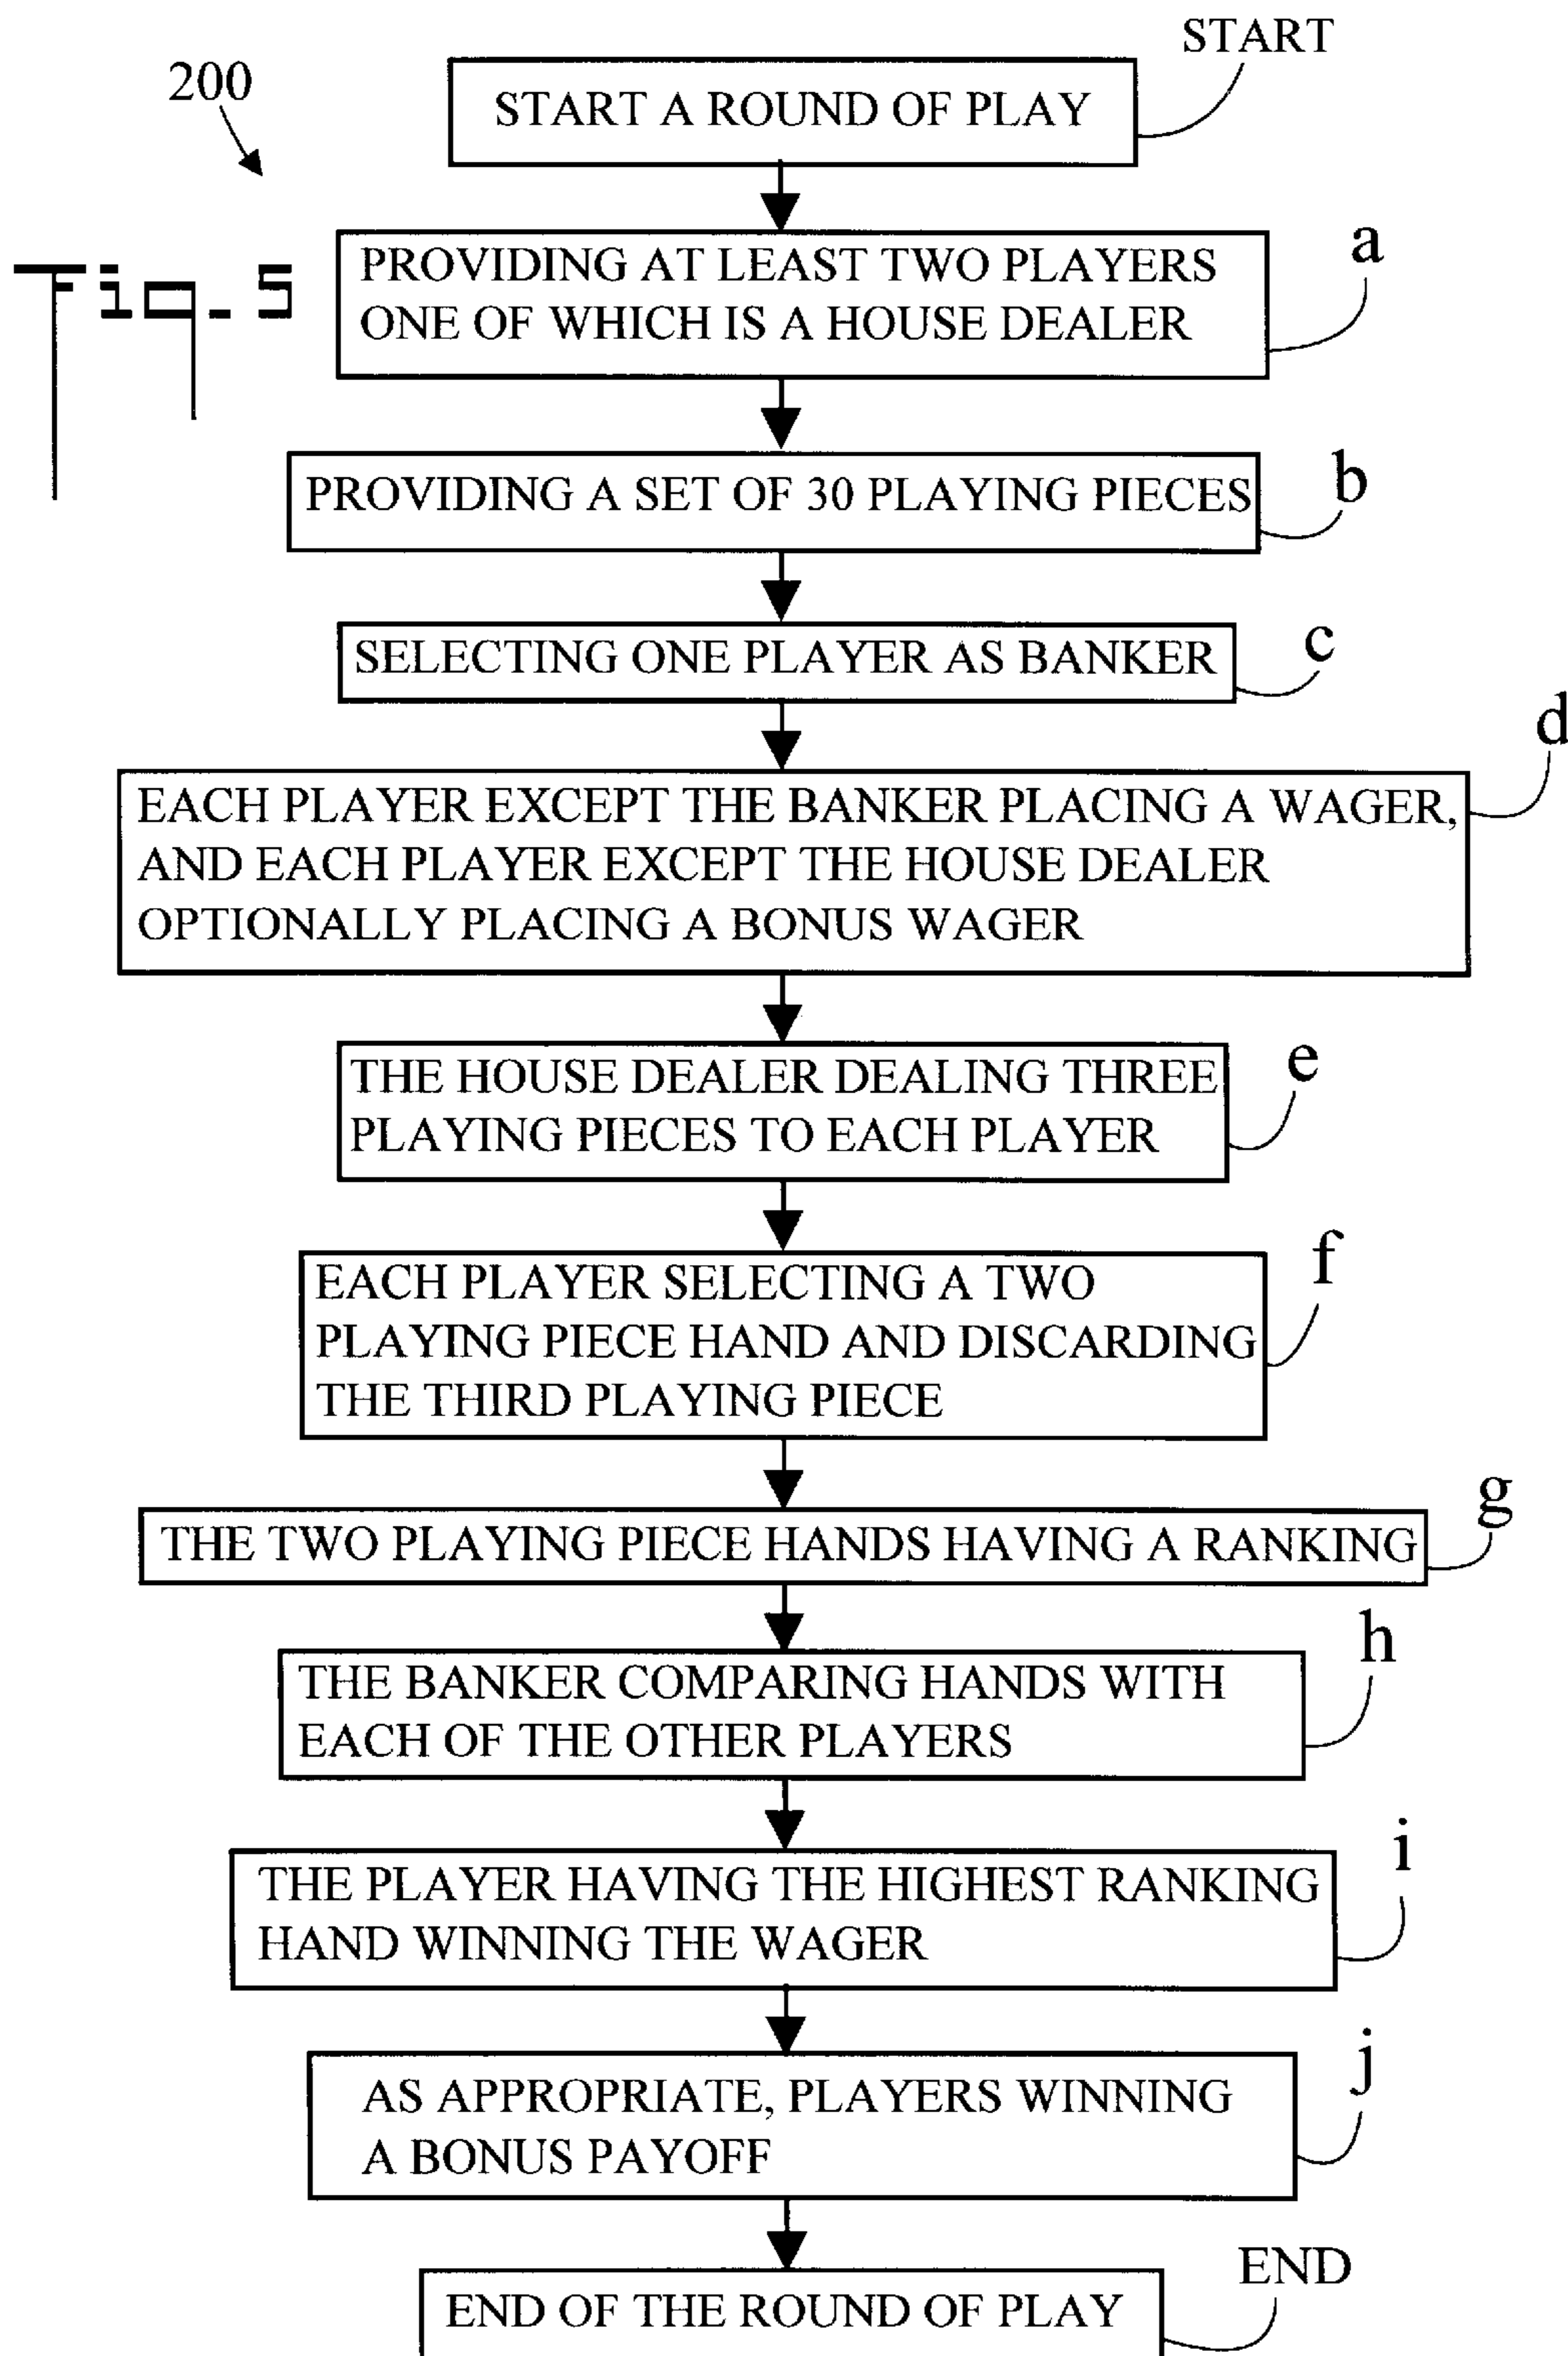 START
200
START A ROUND OF PLAY
Fig. 5
PROVIDING AT LEAST TWO PLAYERS
ONE OF WHICH IS A HOUSE DEALER
a
PROVIDING A SET OF 30 PLAYING PIECES
b
SELECTING ONE PLAYER AS BANKER
c
EACH PLAYER EXCEPT THE BANKER PLACING A WAGER,
AND EACH PLAYER EXCEPT THE HOUSE DEALER
OPTIONALLY PLACING A BONUS WAGER
d
THE HOUSE DEALER DEALING THREE
PLAYING PIECES TO EACH PLAYER
e
EACH PLAYER SELECTING A TWO
PLAYING PIECE HAND AND DISCARDING
THE THIRD PLAYING PIECE
f
THE TWO PLAYING PIECE HANDS HAVING A RANKING
g
THE BANKER COMPARING HANDS WITH
EACH OF THE OTHER PLAYERS
h
THE PLAYER HAVING THE HIGHEST RANKING
HAND WINNING THE WAGER
i
AS APPROPRIATE, PLAYERS WINNING
A BONUS PAYOFF
j
END OF THE ROUND OF PLAY
END